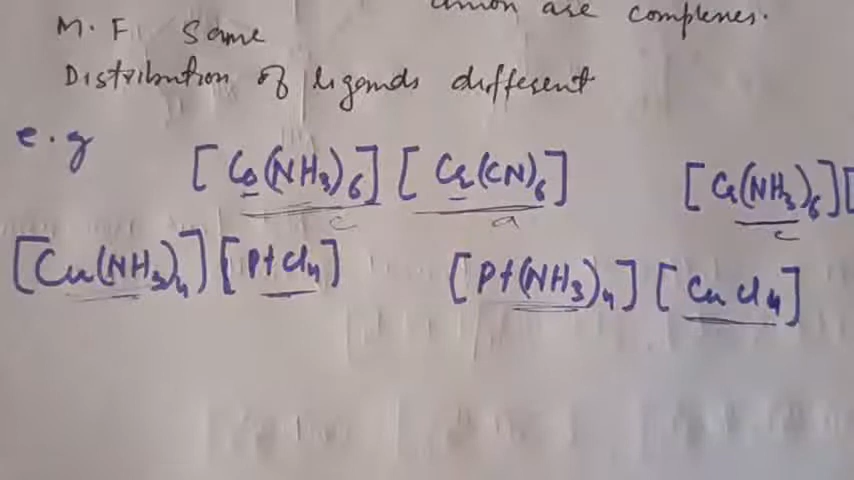 anion are complexes.
M.F. Same
Distribution of ligands different
e.g
[Co(NH3)6] [Cr(CN)6] [Cr(NH3)6] [
c a c
[Cu(NH3)4] [PtCl4] [Pt(NH3)4] [CuCl4]